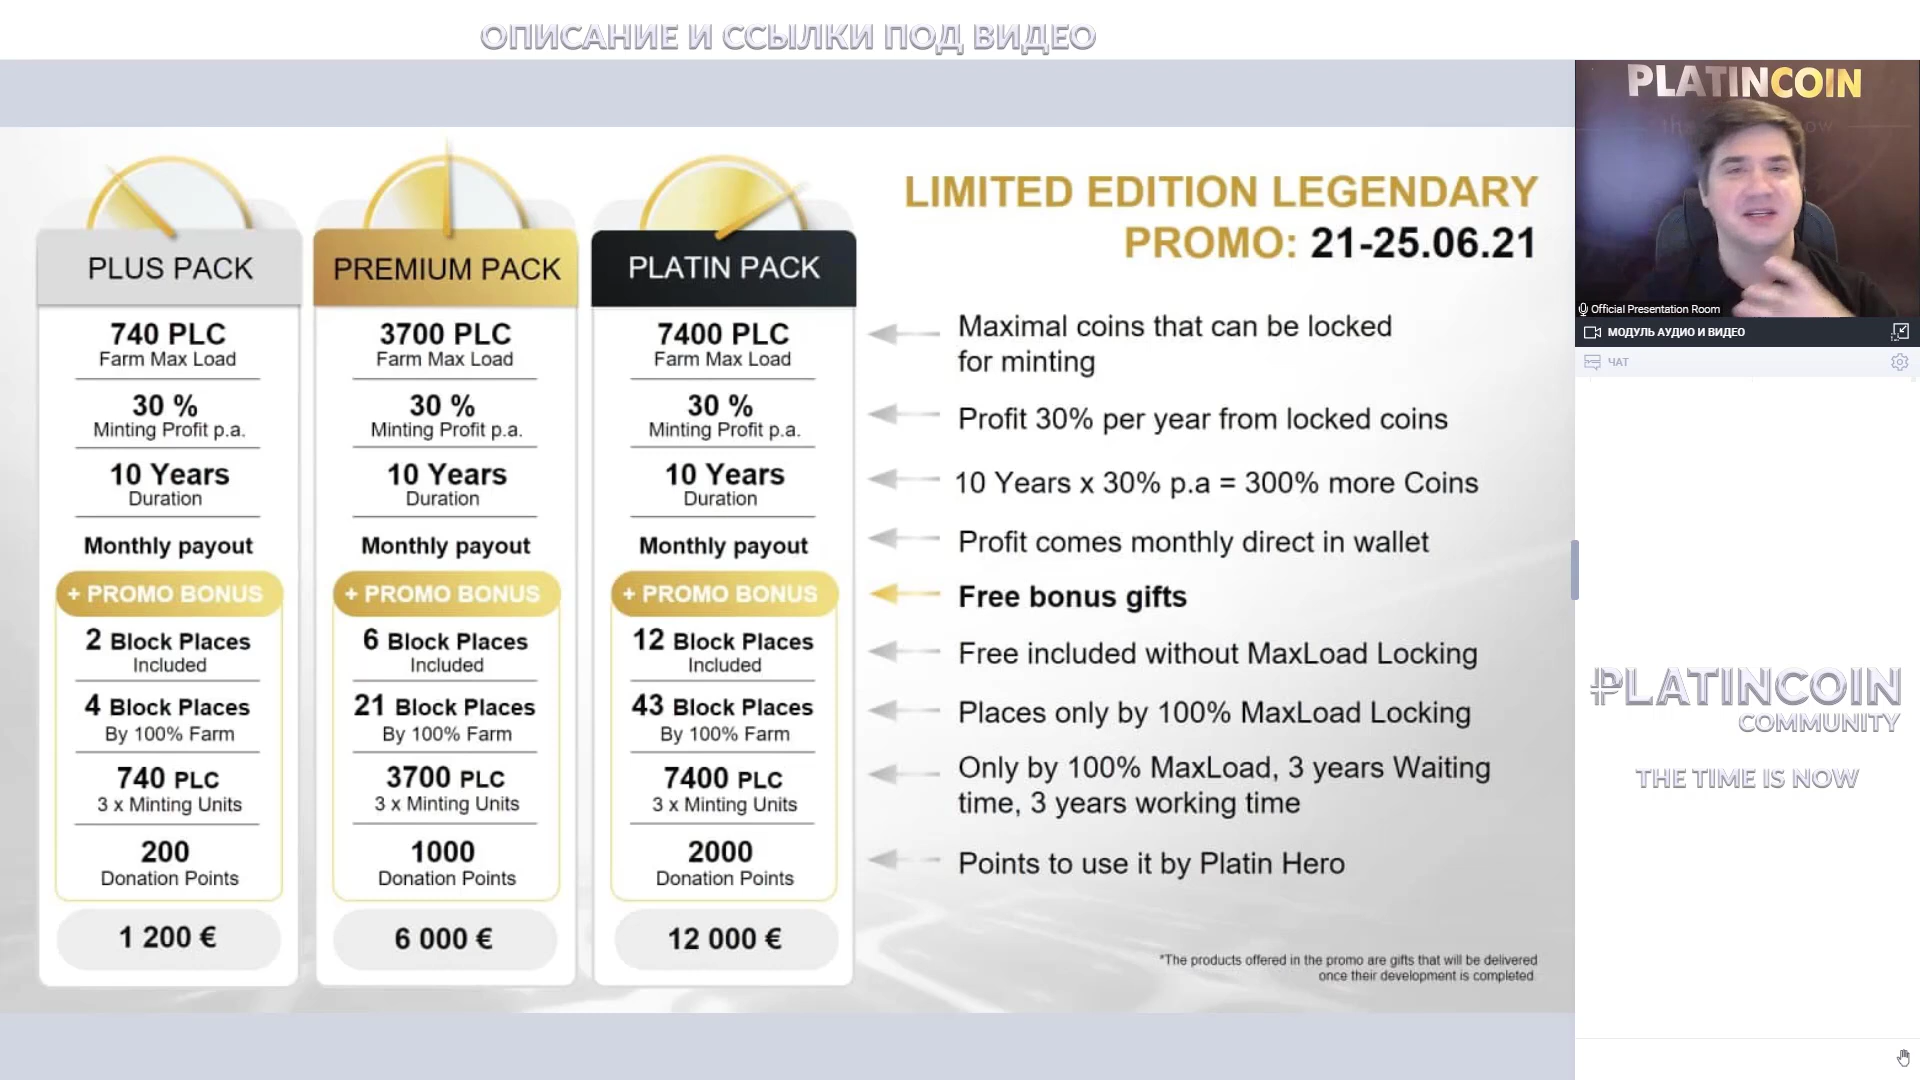 ОПИСАНИЕ И ССЫЛКИ ПОД ВИДЕО
PLUS PACK
740 PLC
Farm Max Load
30 %
Minting Profit p.a.
10 Years
Duration
Monthly payout
+ PROMO BONUS
2 Block Places
Included
4 Block Places
By 100% Farm
740 PLC
3 x Minting Units
200
Donation Points
1 200 €
PREMIUM PACK
3700 PLC
Farm Max Load
30 %
Minting Profit p.a.
10 Years
Duration
Monthly payout
+ PROMO BONUS
6 Block Places
Included
21 Block Places
By 100% Farm
3700 PLC
3 x Minting Units
1000
Donation Points
6 000 €
PLATIN PACK
7400 PLC
Farm Max Load
30 %
Minting Profit p.a.
10 Years
Duration
Monthly payout
+ PROMO BONUS
12 Block Places
Included
43 Block Places
By 100% Farm
7400 PLC
3 x Minting Units
2000
Donation Points
12 000 €
LIMITED EDITION LEGENDARY
PROMO: 21-25.06.21
Maximal coins that can be locked
for minting
Profit 30% per year from locked coins
10 Years x 30% p.a = 300% more Coins
Profit comes monthly direct in wallet
Free bonus gifts
Free included without MaxLoad Locking
Places only by 100% MaxLoad Locking
Only by 100% MaxLoad, 3 years Waiting
time, 3 years working time
Points to use it by Platin Hero
*The products offered in the promo are gifts that will be delivered
once their development is completed.
PLATINCOIN
Official Presentation Room
МОДУЛЬ АУДИО И ВИДЕО
ЧАТ
PLATINCOIN
COMMUNITY
THE TIME IS NOW